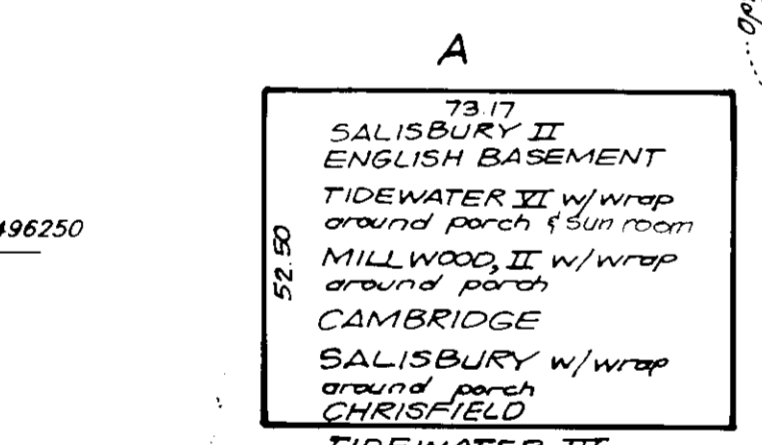 A
73.17
SALISBURY II
ENGLISH BASEMENT
TIDEWATER VI w/wrap
around porch & sun room
MILLWOOD, II w/wrap
around porch
52.50
CAMBRIDGE
SALISBURY w/wrap
around porch
CHRISFIELD
496250